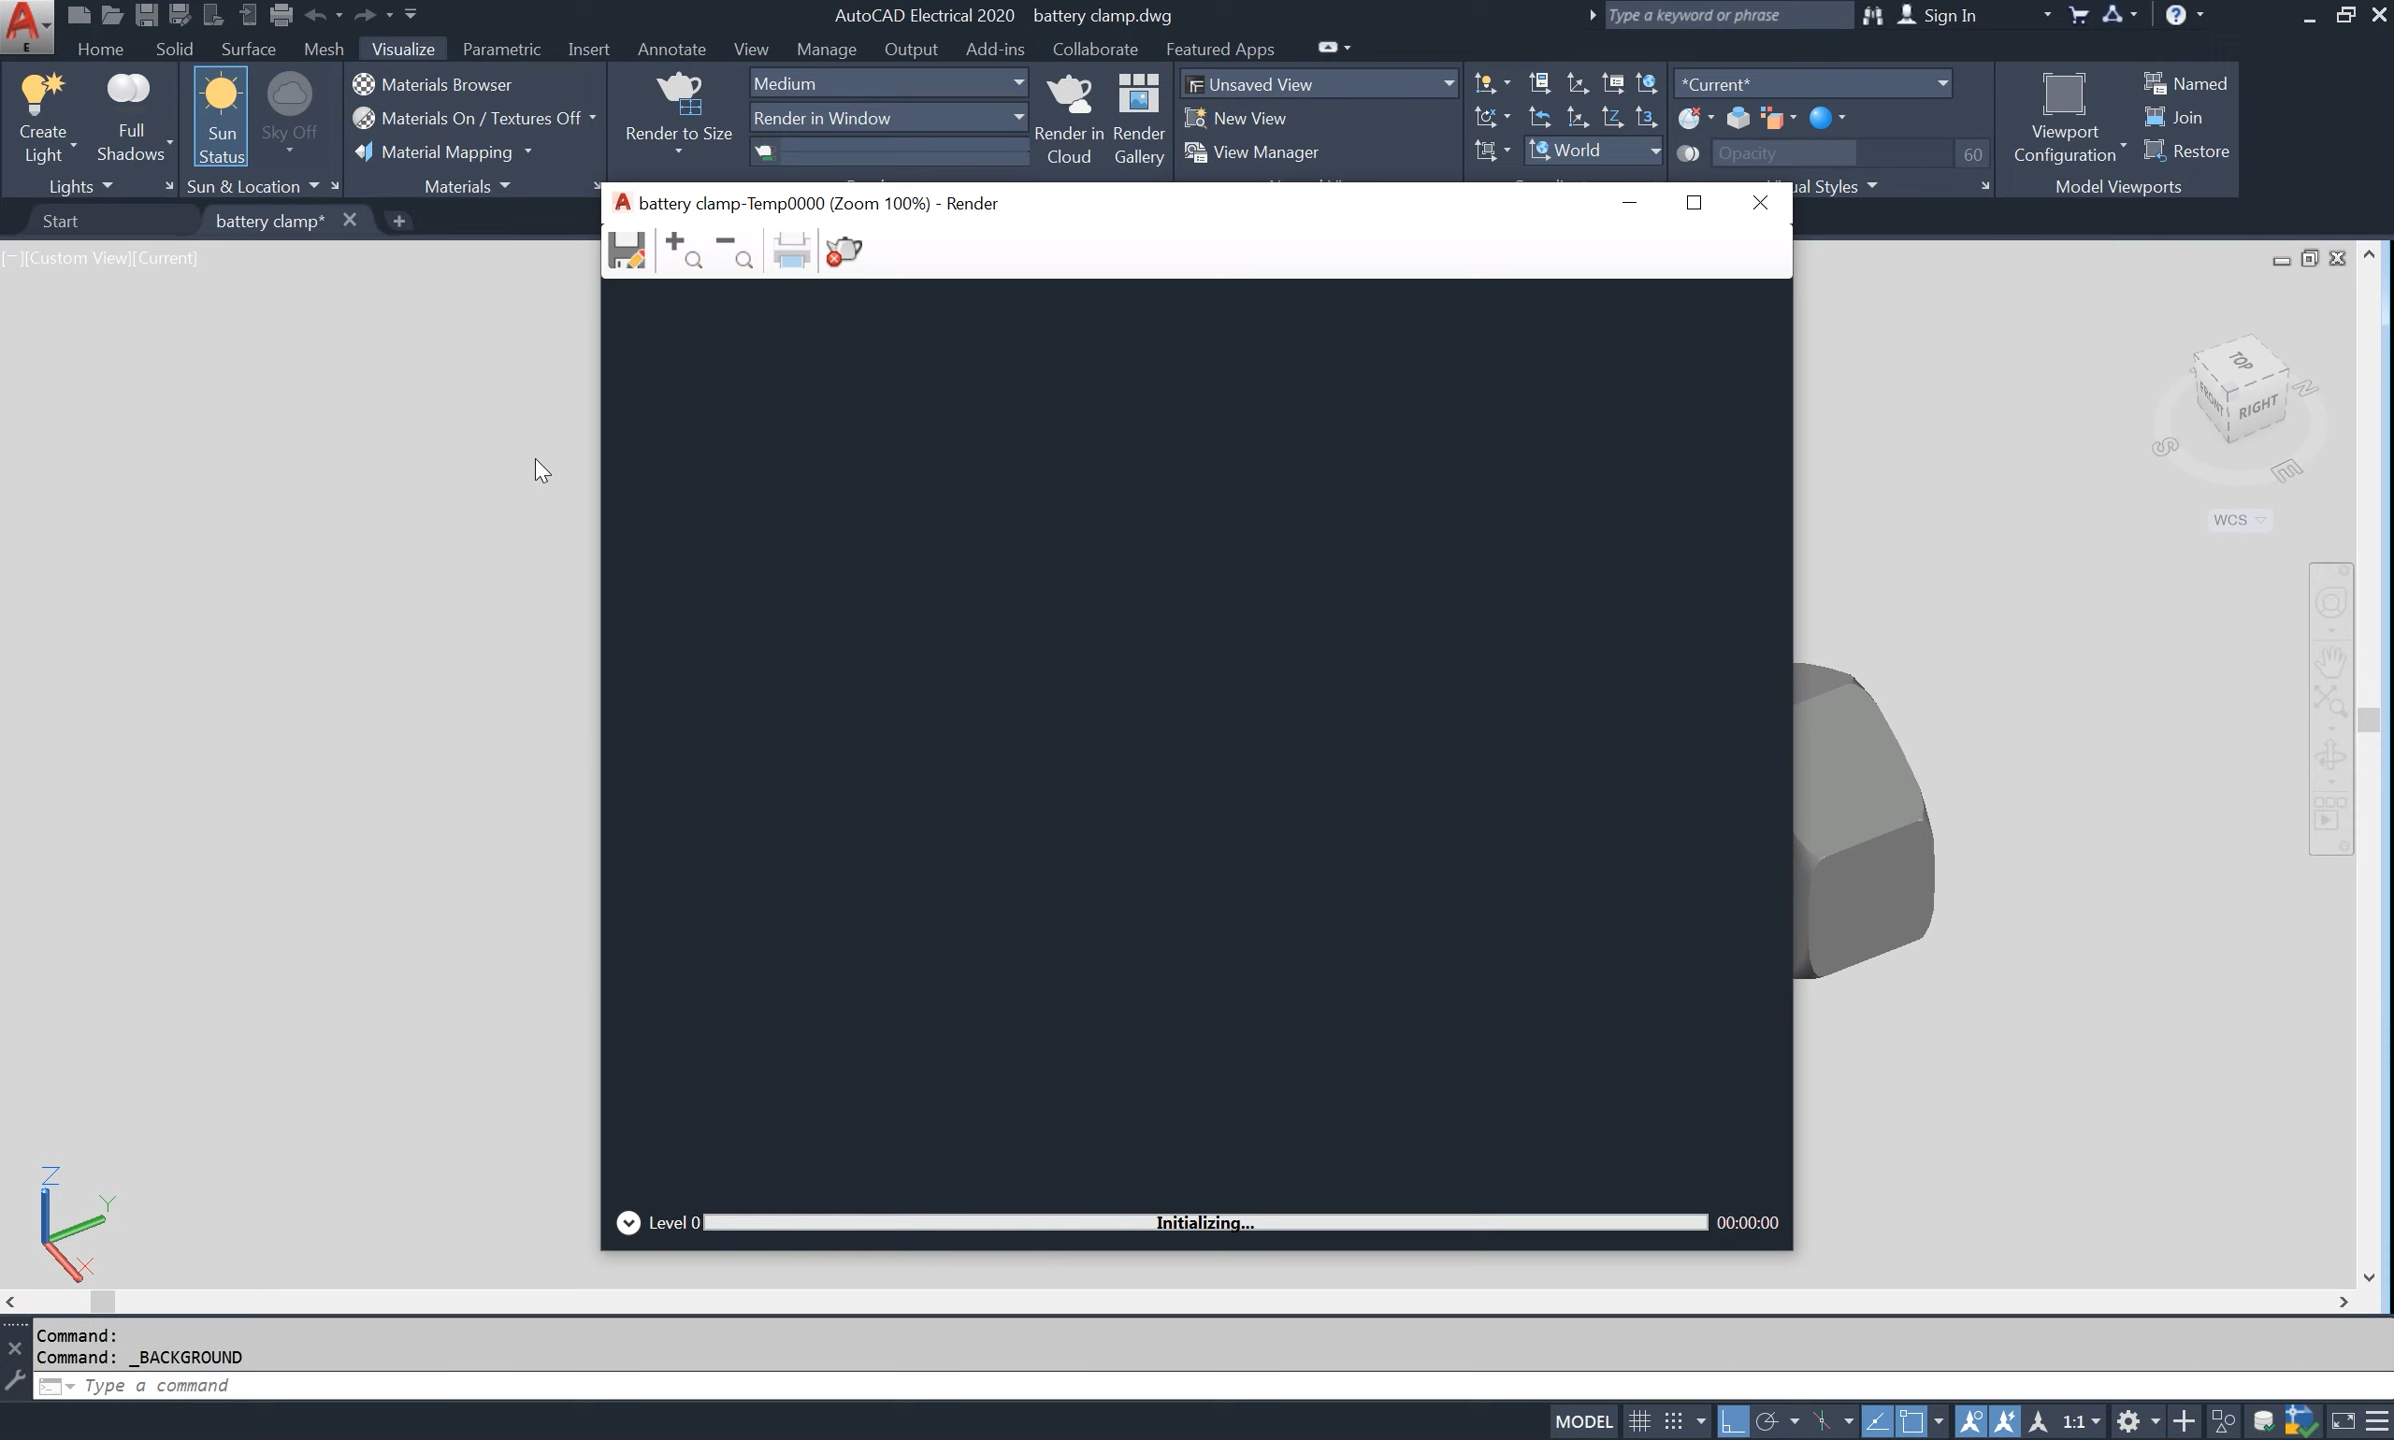 AutoCAD Electrical 2020 battery clamp.dwg
Type a keyword or phrase
Sign In
E
Home Solid Surface Mesh Visualize Parametric Insert Annotate View Manage Output Add-ins Collaborate Featured Apps
Create Light
Full Shadows
Lights
Sun Status
Sky Off
Sun & Location
Materials Browser
Materials On / Textures Off
Material Mapping
Materials
Render to Size
Medium
Render in Window
Render in Cloud
Render Gallery
Unsaved View
New View
View Manager
World
*Current*
Opacity 60
Visual Styles
Viewport Configuration
Named
Join
Restore
Model Viewports
Start
battery clamp*
[−][Custom View][Current]
battery clamp-Temp0000 (Zoom 100%) - Render
TOP
FRONT
RIGHT
N
S
E
WCS
Z
Y
X
Level 0
Initializing...
00:00:00
Command:
Command: _BACKGROUND
Type a command
MODEL
1:1